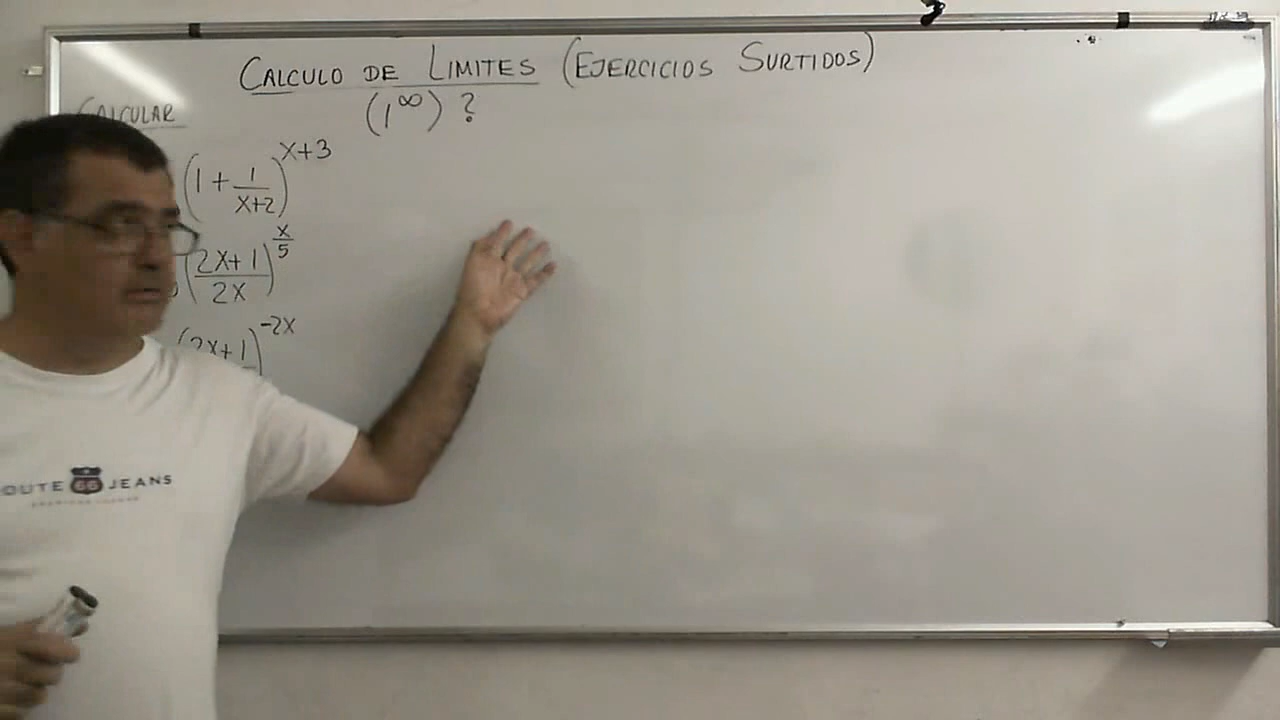 CALCULO DE LIMITES (EJERCICIOS SURTIDOS)
(1^∞) ?
CALCULAR
(1 + 1/(x+2))^(x+3)
((2x+1)/(2x))^(x/5)
(2x+1)^(-2x)
OUTE 66 JEANS